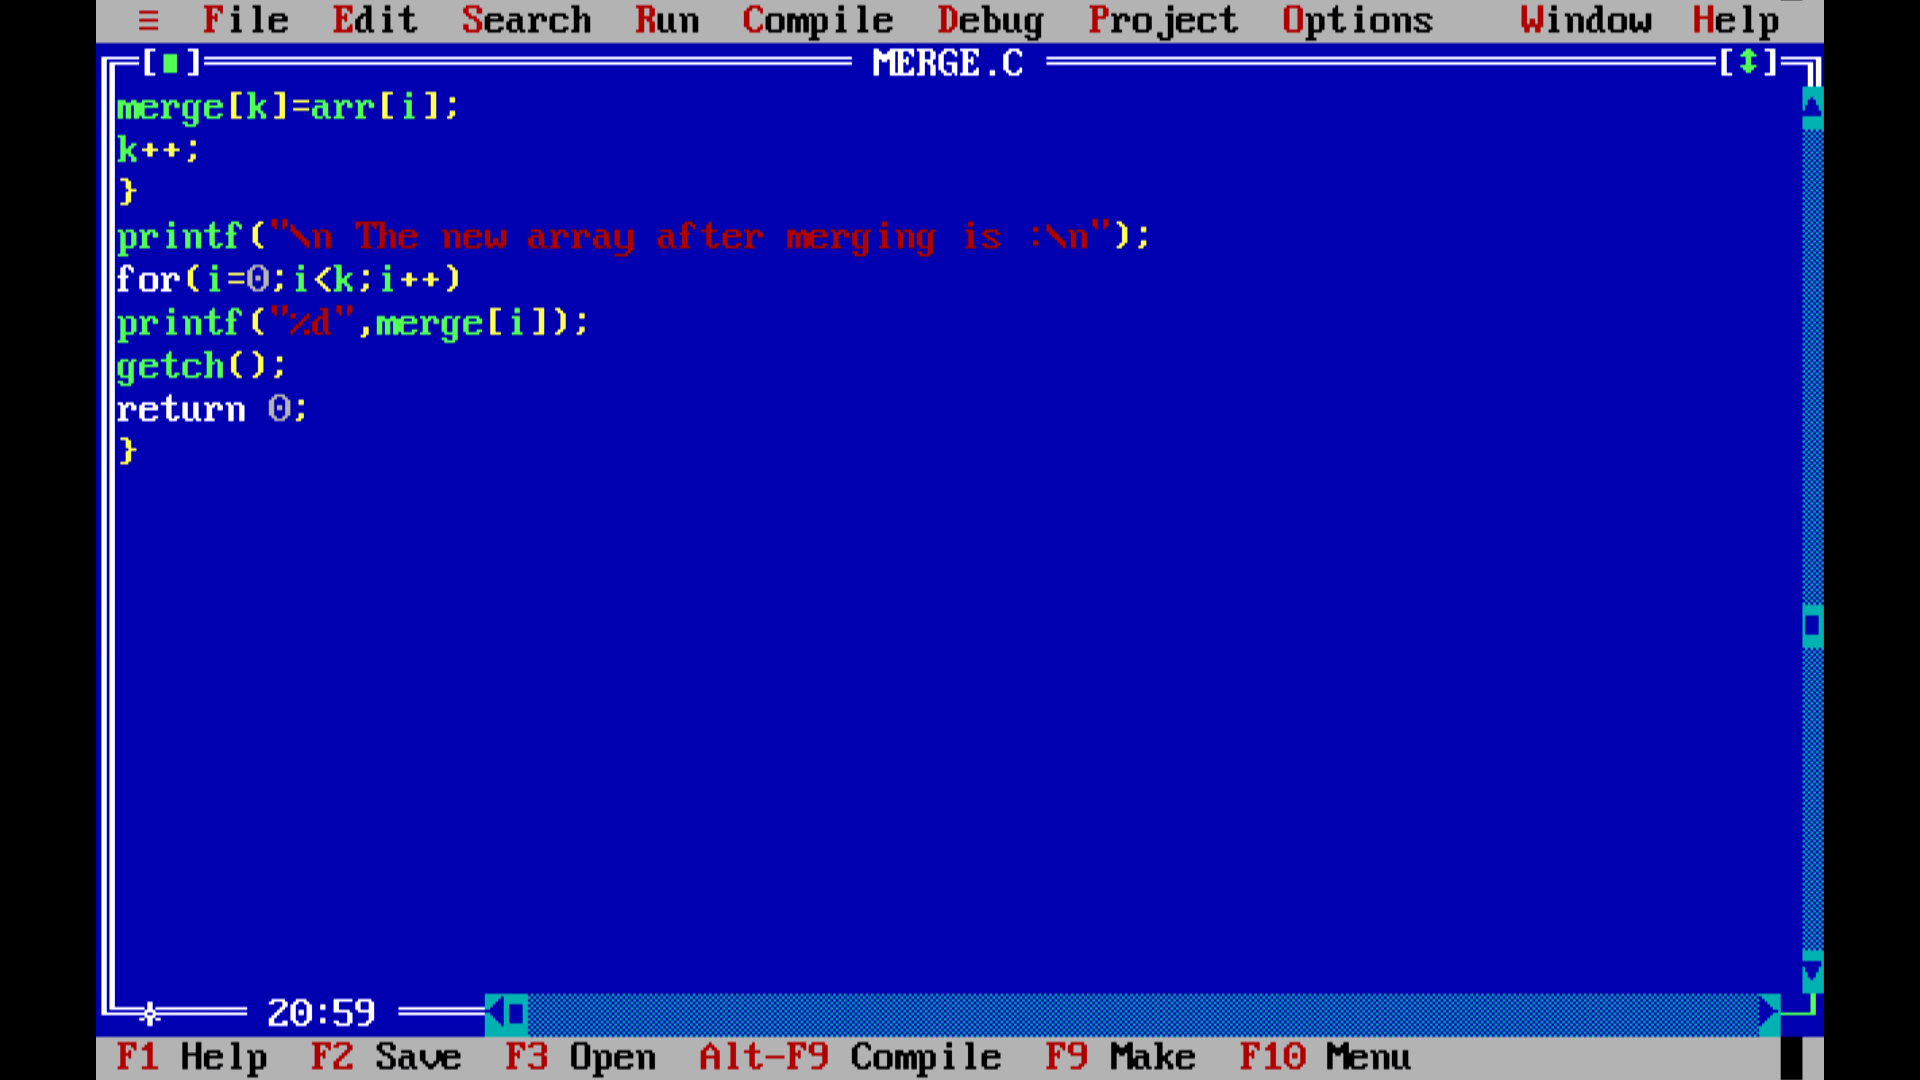 ≡ File Edit Search Run Compile Debug Project Options Window Help
[■] MERGE.C [↕]
merge[k]=arr[i];
k++;
}
printf("\n The new array after merging is :\n");
for(i=0;i<k;i++)
printf("%d",merge[i]);
getch();
return 0;
}
20:59
F1 Help F2 Save F3 Open Alt-F9 Compile F9 Make F10 Menu